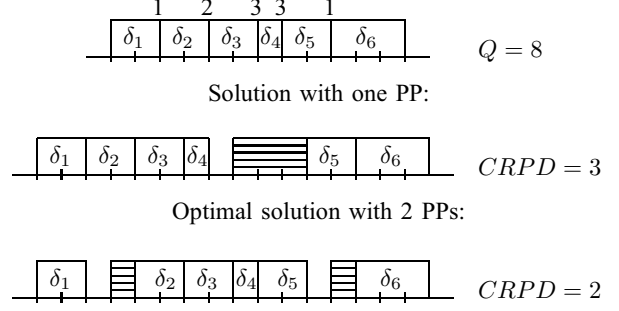 1 2 3 3 1
δ1 δ2 δ3 δ4 δ5 δ6 Q = 8
Solution with one PP:
δ1 δ2 δ3 δ4 δ5 δ6 CRPD = 3
Optimal solution with 2 PPs:
δ1 δ2 δ3 δ4 δ5 δ6 CRPD = 2